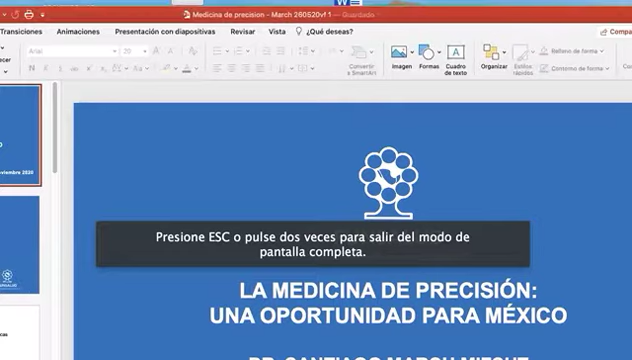 Medicina de precision - March 260520vf 1 — Guardado
Transiciones Animaciones Presentación con diapositivas Revisar Vista ¿Qué deseas?
Arial 20
Imagen Formas Cuadro de texto Organizar Estilos rápidos
Convertir a SmartArt
Relleno de forma
Contorno de forma
noviembre 2020
Presione ESC o pulse dos veces para salir del modo de
pantalla completa.
LA MEDICINA DE PRECISIÓN:
UNA OPORTUNIDAD PARA MÉXICO